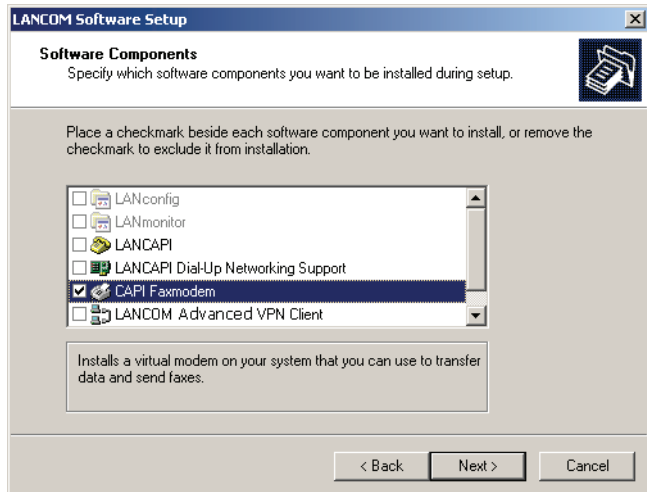 LANCOM Software Setup
Software Components
Specify which software components you want to be installed during setup.
Place a checkmark beside each software component you want to install, or remove the
checkmark to exclude it from installation.
LANconfig
LANmonitor
LANCAPI
LANCAPI Dial-Up Networking Support
CAPI Faxmodem
LANCOM Advanced VPN Client
Installs a virtual modem on your system that you can use to transfer
data and send faxes.
< Back
Next >
Cancel